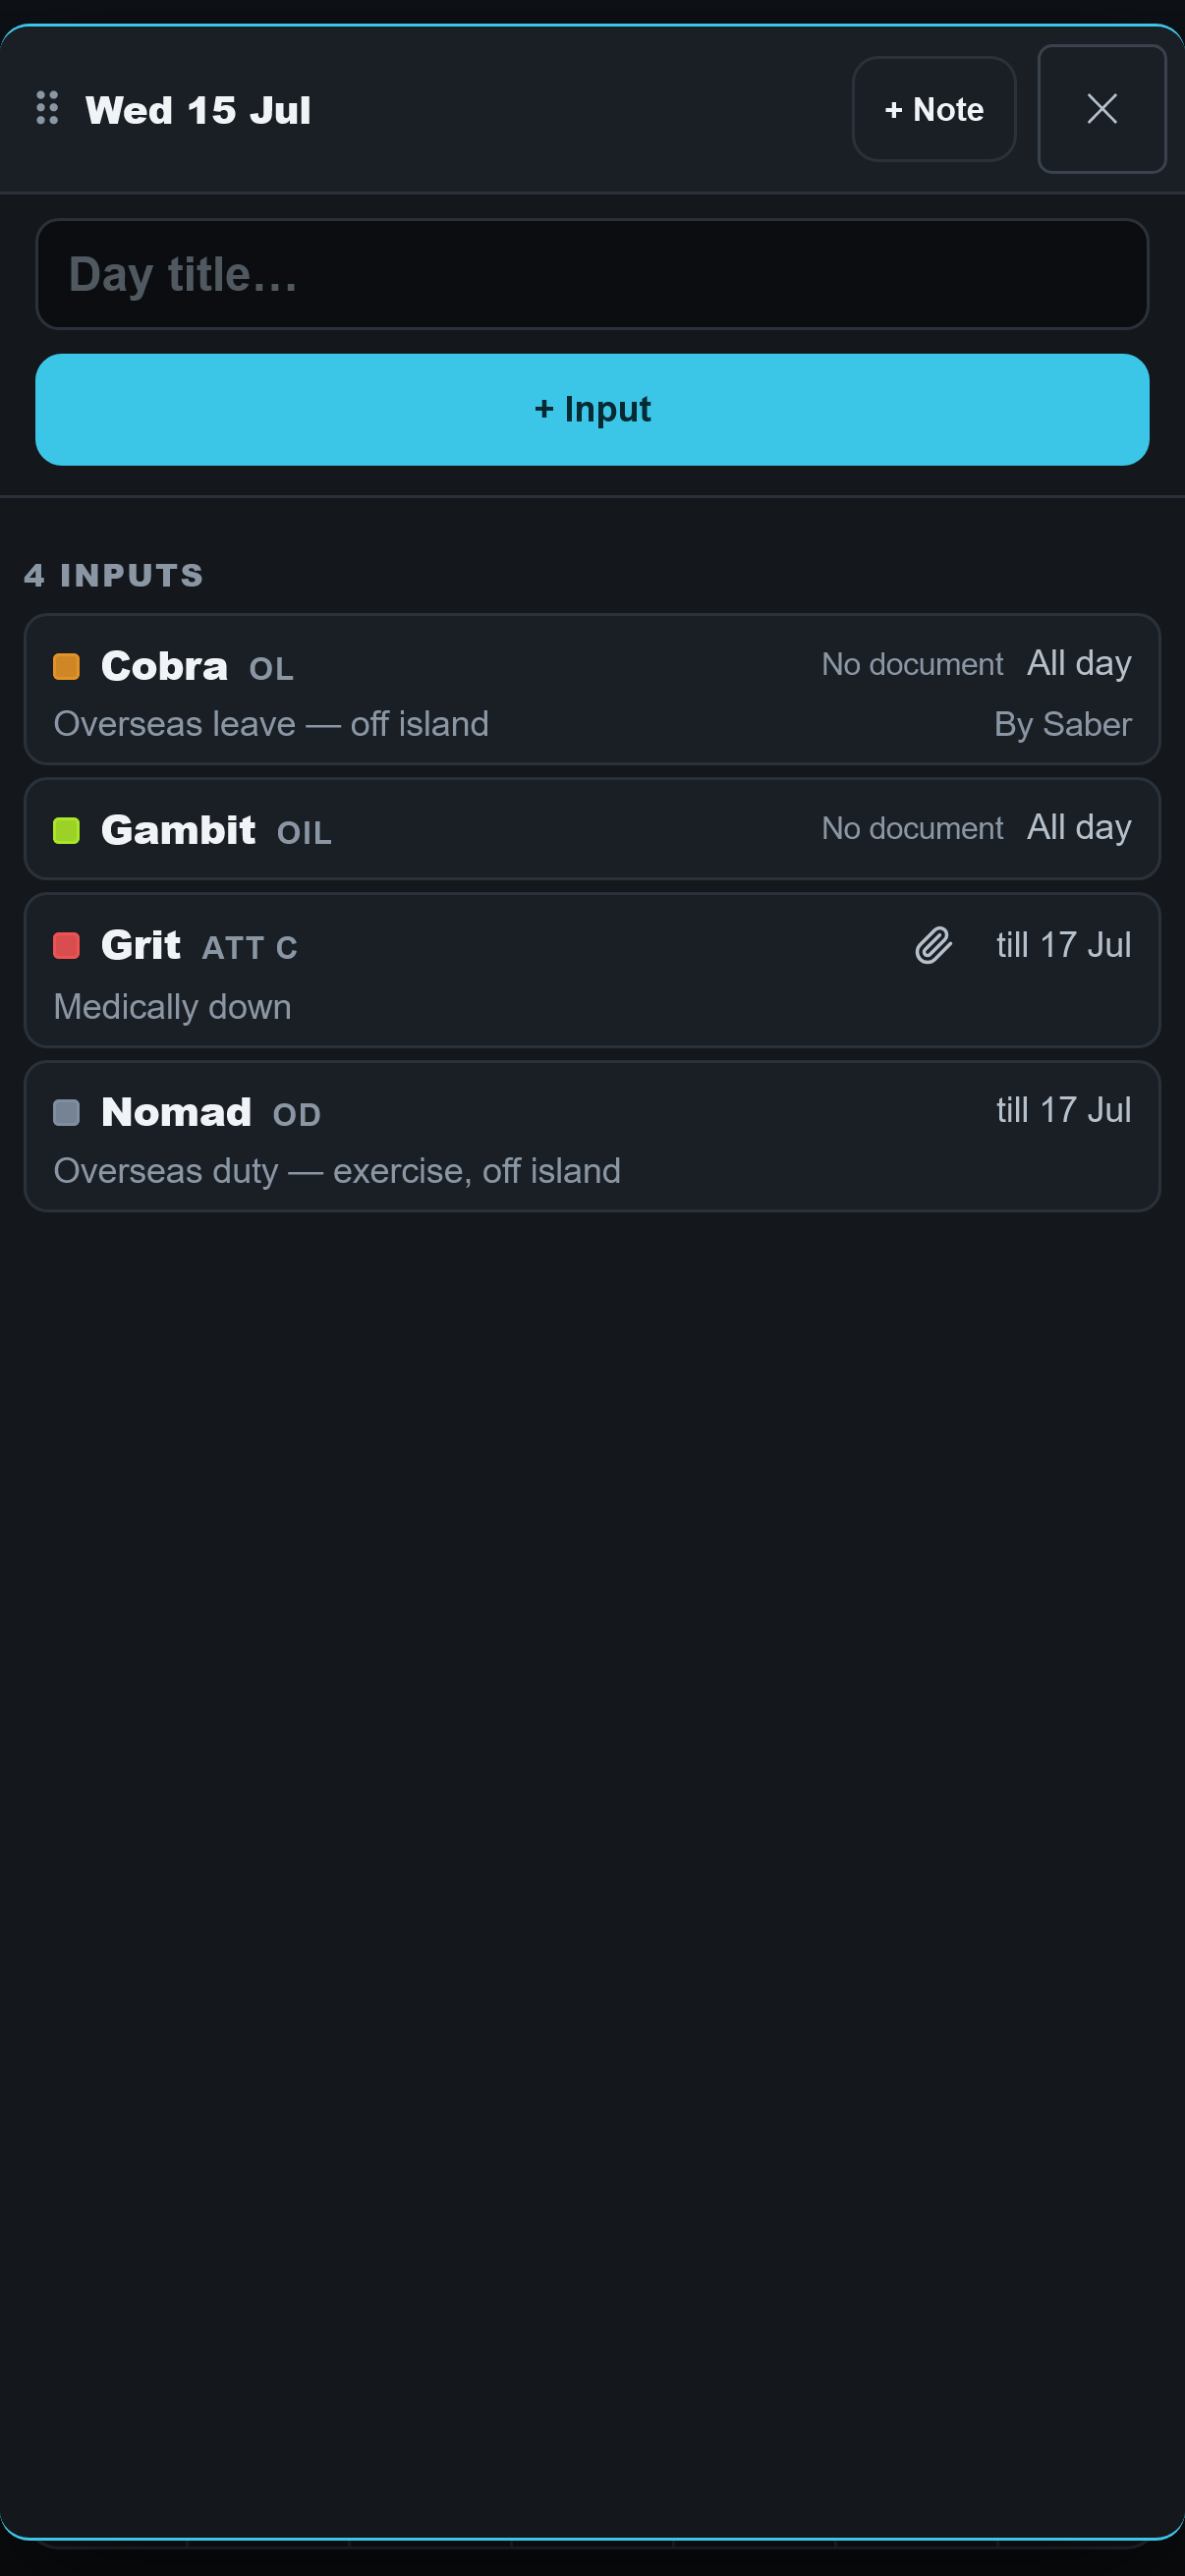 Wed 15 Jul
+ Note
Day title...
+ Input
4 INPUTS
Cobra OL No document All day
Overseas leave — off island By Saber
Gambit OIL No document All day
Grit ATT C till 17 Jul
Medically down
Nomad OD till 17 Jul
Overseas duty — exercise, off island